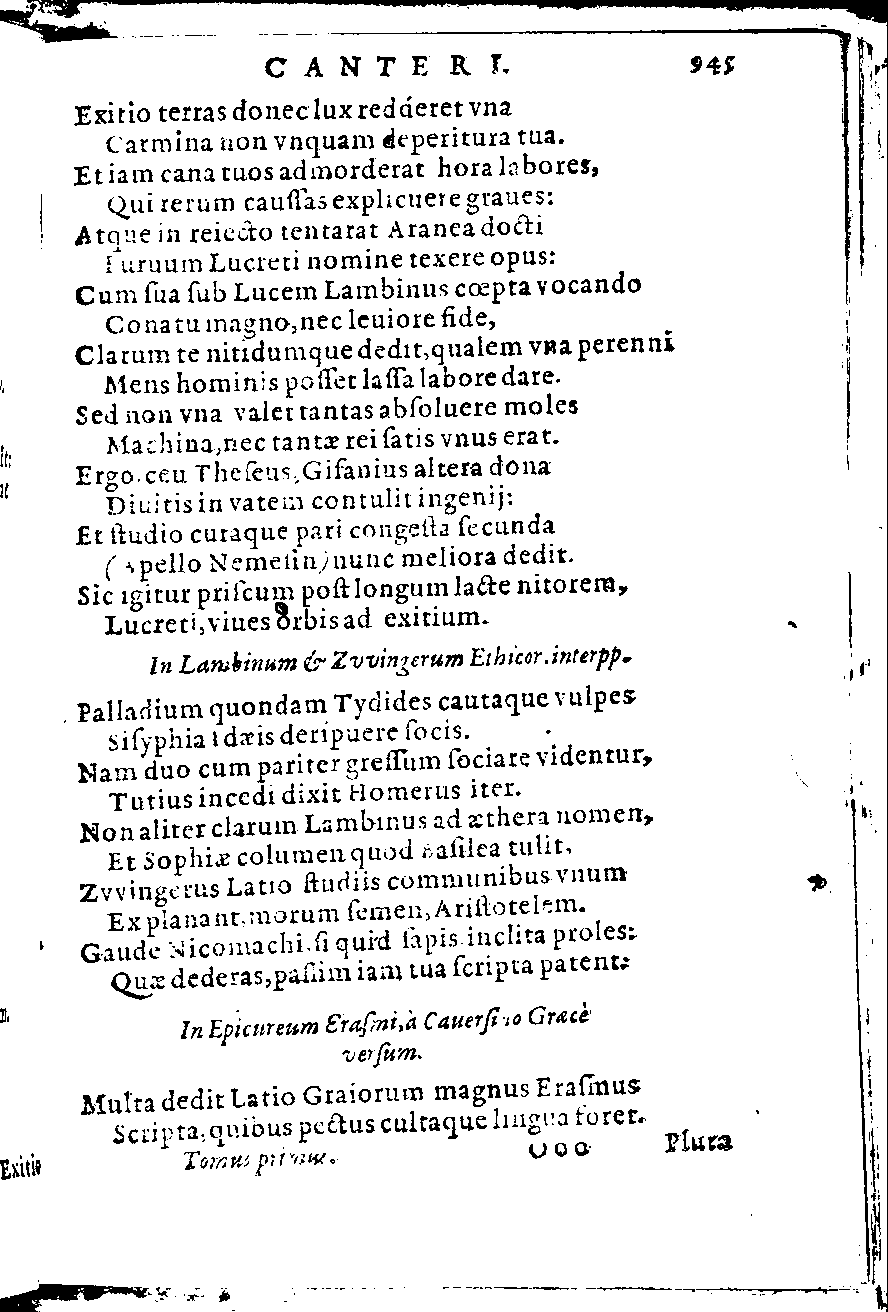 CANTERI. 945
Exitio terras donec lux redderet vna
Carmina non vnquam deperitura tua.
Et iam cana tuos admorderat hora labores,
Qui rerum cauſſas explicuere graues:
Atque in reiecto tentarat Aranea docti
Furuum Lucreti nomine texere opus:
Cum ſua ſub Lucem Lambinus cœpta vocando
Conatu magno, nec leuiore fide,
Clarum te nitidumque dedit, qualem vna perenni
Mens hominis poſſet laſſa labore dare.
Sed non vna valet tantas abſoluere moles
Machina, nec tantæ rei ſatis vnus erat.
Ergo, ceu Theſeus, Gifanius altera dona
Diuitis in vatem contulit ingenij:
Et ſtudio curaque pari congeſta ſecunda
(Appello Nemeſin) nunc meliora dedit.
Sic igitur priſcum poſt longum lacte nitorem,
Lucreti, viues orbis ad exitium.
In Lambinum & Zvvingerum Ethicor. interpp.
Palladium quondam Tydides cautaque vulpes
Siſyphia Idæis deripuere ſocis.
Nam duo cum pariter greſſum ſociare videntur,
Tutius incedi dixit Homerus iter.
Non aliter clarum Lambinus ad æthera nomen,
Et Sophiæ columen quod Baſilea tulit,
Zvvingerus Latio ſtudiis communibus vnum
Explanant, morum ſemen, Ariſtotelem.
Gaude Nicomachi, ſi quid ſapis, inclita proles:
Quæ dederas, paſſim iam tua ſcripta patent:
In Epicureum Eraſmi, à Cauerſino Græcè
verſum.
Multa dedit Latio Graiorum magnus Eraſmus
Scripta, quibus pectus cultaque lingua foret.
Tomus primus. Ooo Plura
Exitio